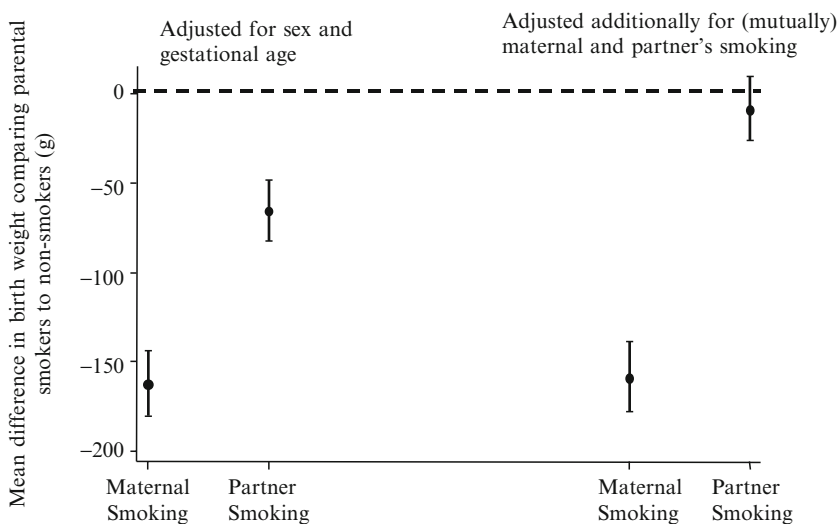 Adjusted for sex and
gestational age
Adjusted additionally for (mutually)
maternal and partner's smoking
Mean difference in birth weight comparing parental
smokers to non-smokers (g)
0
−50
−100
−150
−200
Maternal
Smoking
Partner
Smoking
Maternal
Smoking
Partner
Smoking